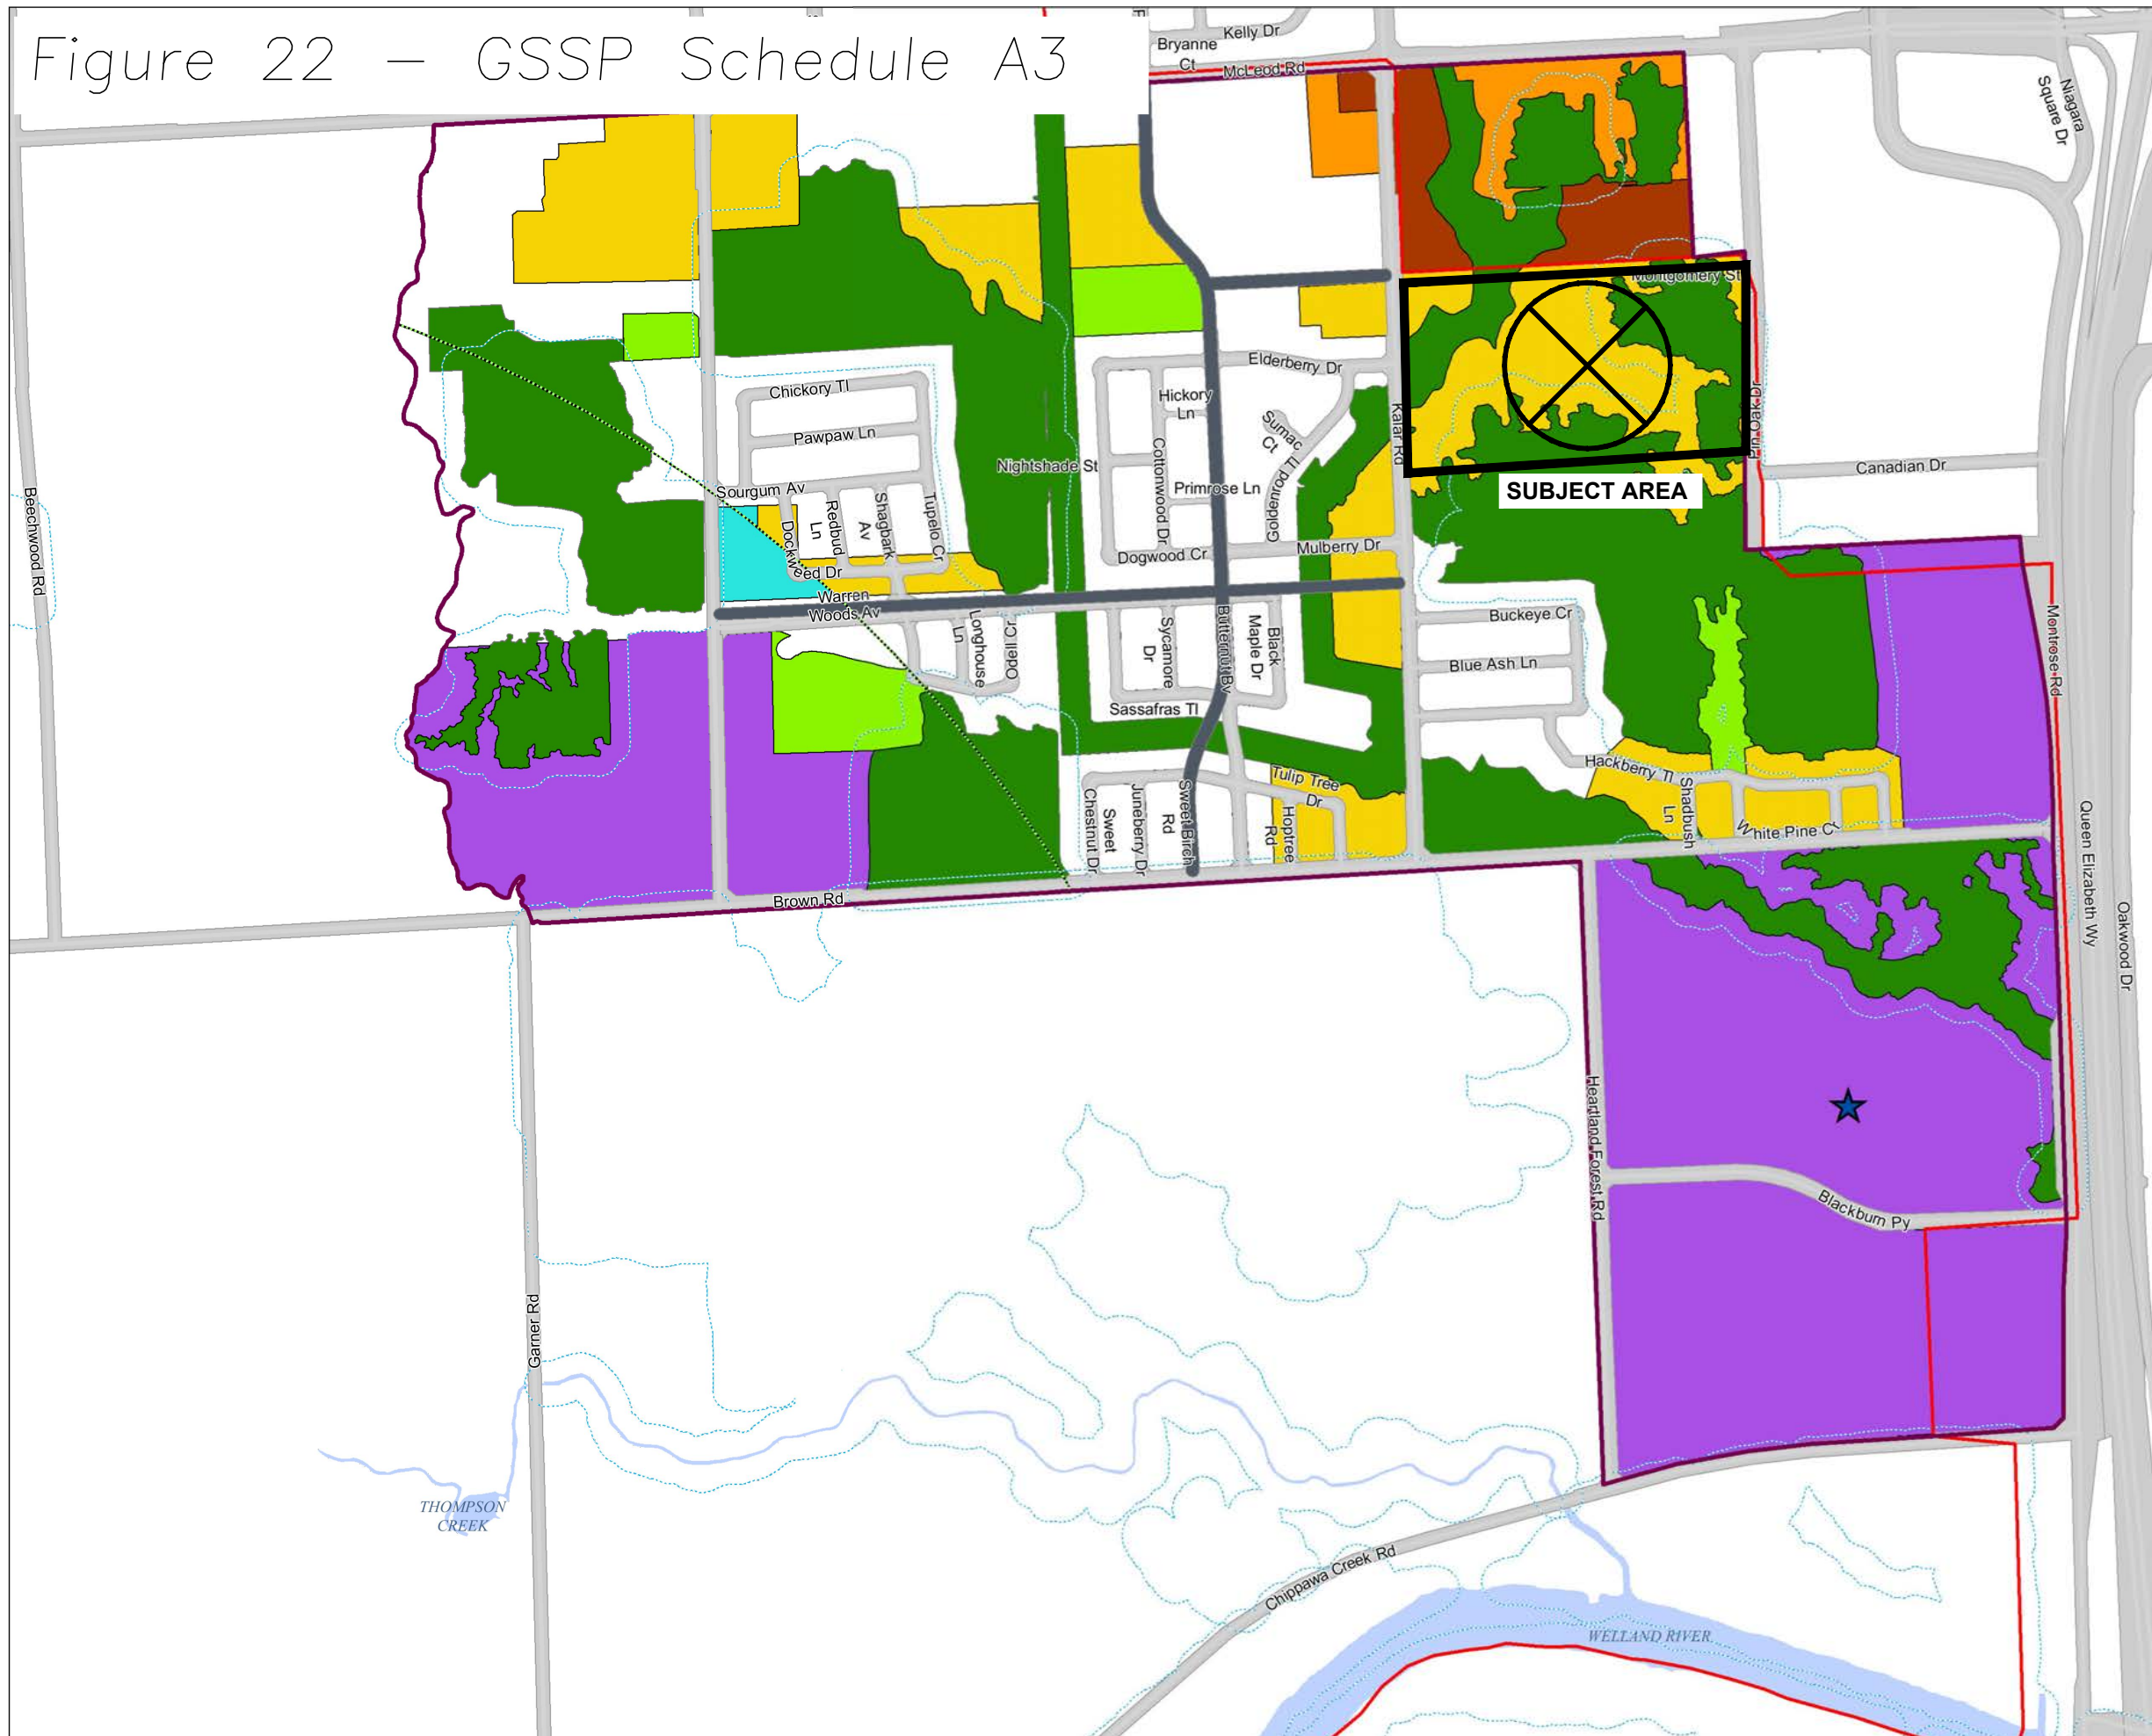 Figure 22 - GSSP Schedule A3
Kelly Dr
Bryanne
Ct
McLeod Rd
Niagara
Square Dr
Montgomery St
Elderberry Dr
Chickory Tl
Hickory
Ln
Pawpaw Ln
Sumac
Ct
Kalar Rd
Pin Oak Dr
Nightshade St
Cottonwood Dr
Goldenrod Tl
Canadian Dr
Beechwood Rd
Sourgum Av
Primrose Ln
SUBJECT AREA
Dockweed Dr
Redbud
Ln
Shagbark
Av
Tupelo Cr
Dogwood Cr
Mulberry Dr
Warren
Woods Av
Longhouse
Ln
Odell Cr
Sycamore
Dr
Butternut Bv
Black
Maple Dr
Buckeye Cr
Blue Ash Ln
Montrose Rd
Sassafras Tl
Hackberry Tl
Tulip Tree
Dr
Shadbush
Ln
White Pine Cr
Sweet
Chestnut Dr
Juneberry Dr
Sweet Birch
Rd
Hoptree
Rd
Queen Elizabeth Wy
Oakwood Dr
Brown Rd
Heartland Forest Rd
Blackburn Py
Garner Rd
THOMPSON
CREEK
Chippawa Creek Rd
WELLAND RIVER